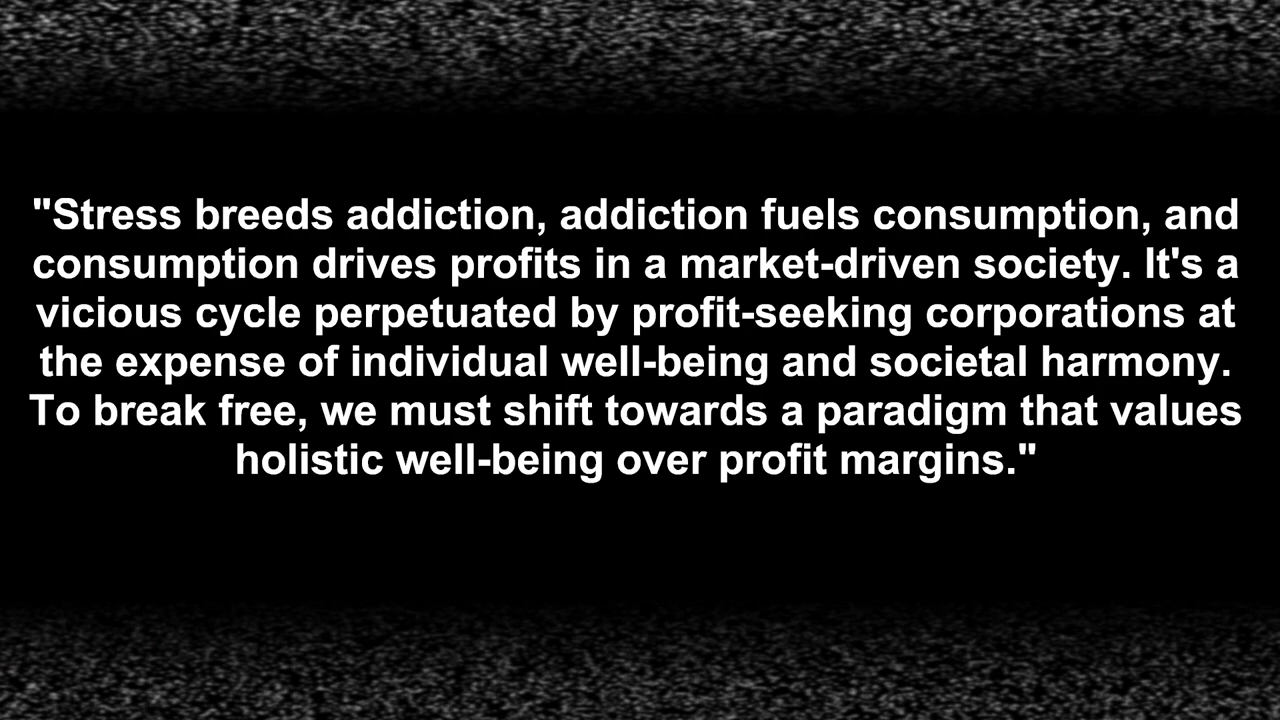 "Stress breeds addiction, addiction fuels consumption, and
consumption drives profits in a market-driven society. It's a
vicious cycle perpetuated by profit-seeking corporations at
the expense of individual well-being and societal harmony.
To break free, we must shift towards a paradigm that values
holistic well-being over profit margins."